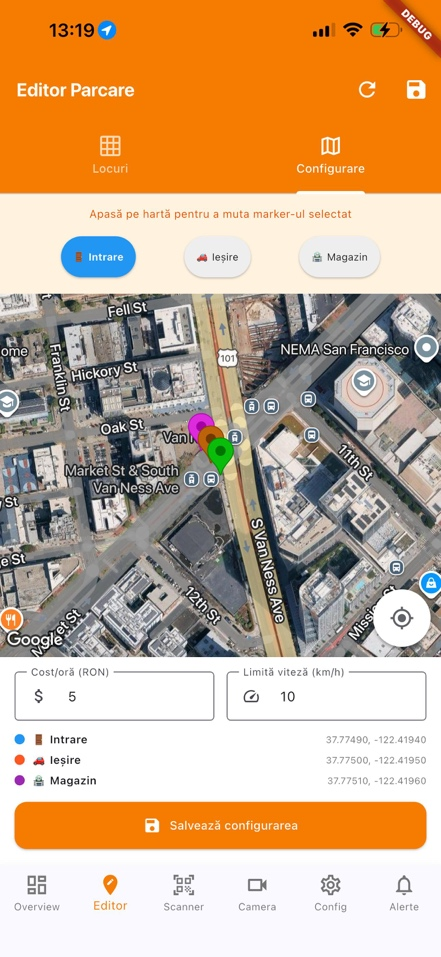 13:19
DEBUG
Editor Parcare
Locuri
Configurare
Apasă pe hartă pentru a muta marker-ul selectat
Intrare
Ieșire
Magazin
Fell St
101
ome
NEMA San Francisco
Franklin St
Hickory St
Oak St
Van
11th St
Market St & South
Van Ness Ave
St
e St
S Van Ness Ave
12th St
et St
Google
Cost/oră (RON)
Limită viteză (km/h)
$ 5
10
Intrare 37.77490, -122.41940
Ieșire 37.77500, -122.41950
Magazin 37.77510, -122.41960
Salvează configurarea
Overview
Editor
Scanner
Camera
Config
Alerte